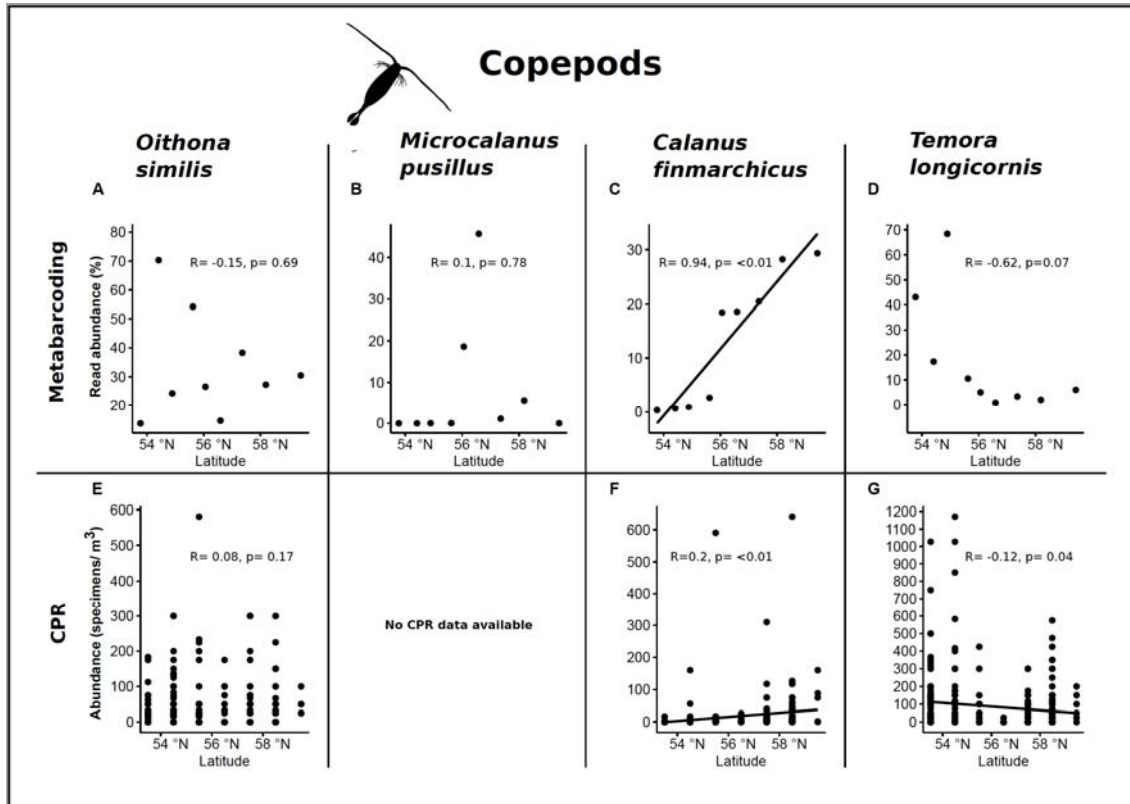 Copepods
Oithona
similis
Microcalanus
pusillus
Calanus
finmarchicus
Temora
longicornis
Metabarcoding
A
Read abundance (%)
80
70
60
50
40
30
20
R= -0.15, p= 0.69
54 °N
56
58 °N
Latitude
B
40
30
20
10
0
R= 0.1, p= 0.78
54 °N
56
58 °N
Latitude
C
30
20
10
0
R= 0.94, p= <0.01
54 °N
56
58 °N
Latitude
D
70
60
50
40
30
20
10
0
R= -0.62, p=0.07
54 °N
56
58 °N
Latitude
CPR
E
Abundance (specimens/ m³)
600
500
400
300
200
100
0
R= 0.08, p= 0.17
54 °N
56
58 °N
Latitude
No CPR data available
F
600
500
400
300
200
100
0
R=0.2, p= <0.01
54 °N
56
58 °N
Latitude
G
1200
1100
1000
900
800
700
600
500
400
300
200
100
0
R= -0.12, p= 0.04
54 °N
56
58 °N
Latitude